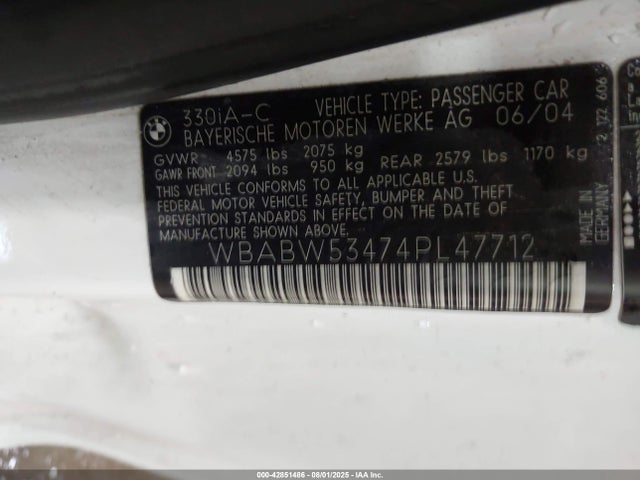 330iA-C VEHICLE TYPE: PASSENGER CAR
BAYERISCHE MOTOREN WERKE AG 06/04
GVWR 4575 lbs 2075 kg
GAWR FRONT 2094 lbs 950 kg REAR 2579 lbs 1170 kg
THIS VEHICLE CONFORMS TO ALL APPLICABLE U.S.
FEDERAL MOTOR VEHICLE SAFETY, BUMPER AND THEFT
PREVENTION STANDARDS IN EFFECT ON THE DATE OF
MANUFACTURE SHOWN ABOVE.
WBABW53474PL47712
MADE IN
GERMANY 2 172 606
000-42851486 - 08/01/2025 - IAA Inc.